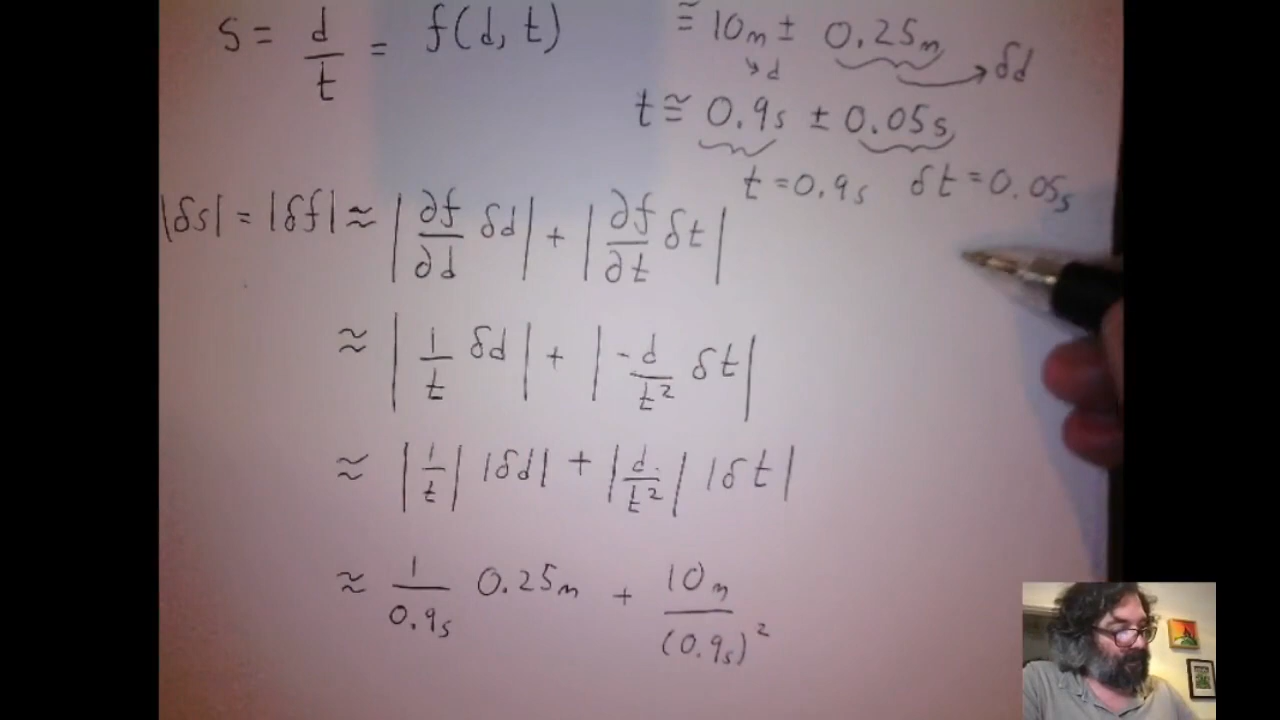 s = d/t = f(d, t)
≅ 10m ± 0.25m
↘ d → δd
t ≅ 0.9s ± 0.05s
t = 0.9s δt = 0.05s
|δs| = |δf| ≈ |∂f/∂d δd| + |∂f/∂t δt|
≈ |1/t δd| + |-d/t² δt|
≈ |1/t| |δd| + |d/t²| |δt|
≈ 1/0.9s 0.25m + 10m/(0.9s)²